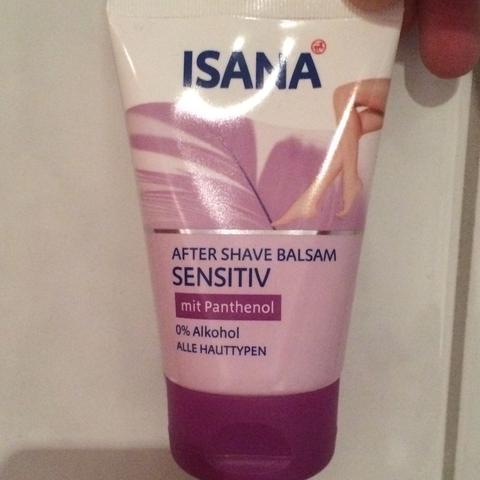 ISANA
AFTER SHAVE BALSAM
SENSITIV
mit Panthenol
0% Alkohol
ALLE HAUTTYPEN